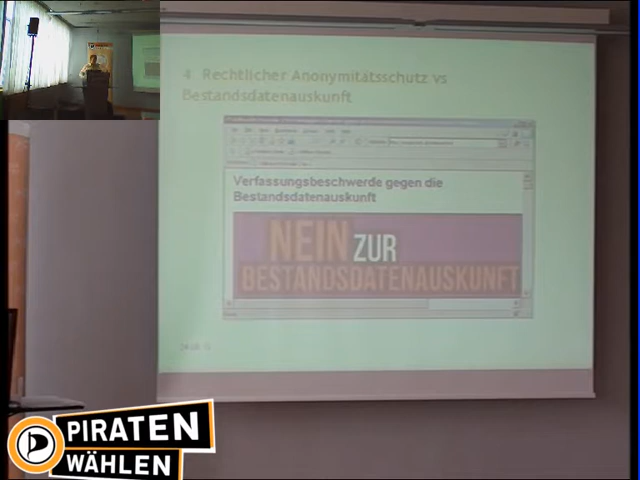 4 Rechtlicher Anonymitätsschutz vs
Bestandsdatenauskunft
Verfassungsbeschwerde gegen die
Bestandsdatenauskunft
NEIN ZUR
BESTANDSDATENAUSKUNFT
PIRATEN
WÄHLEN